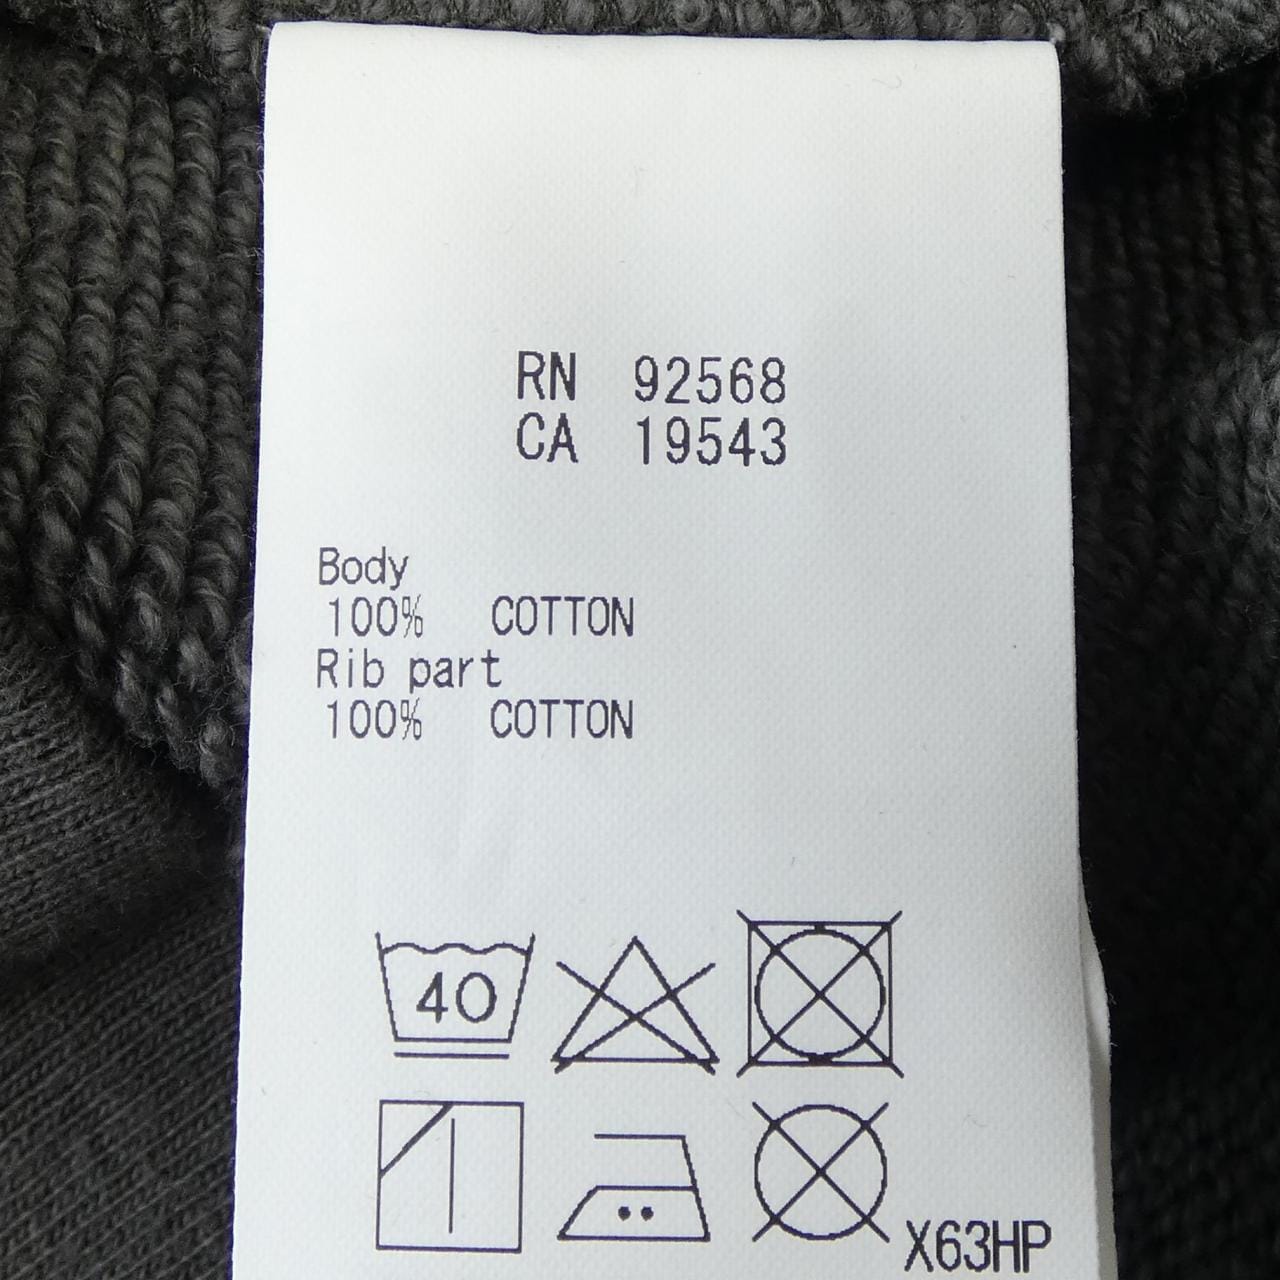 RN 92568
CA 19543
Body
100% COTTON
Rib part
100% COTTON
40
X63HP